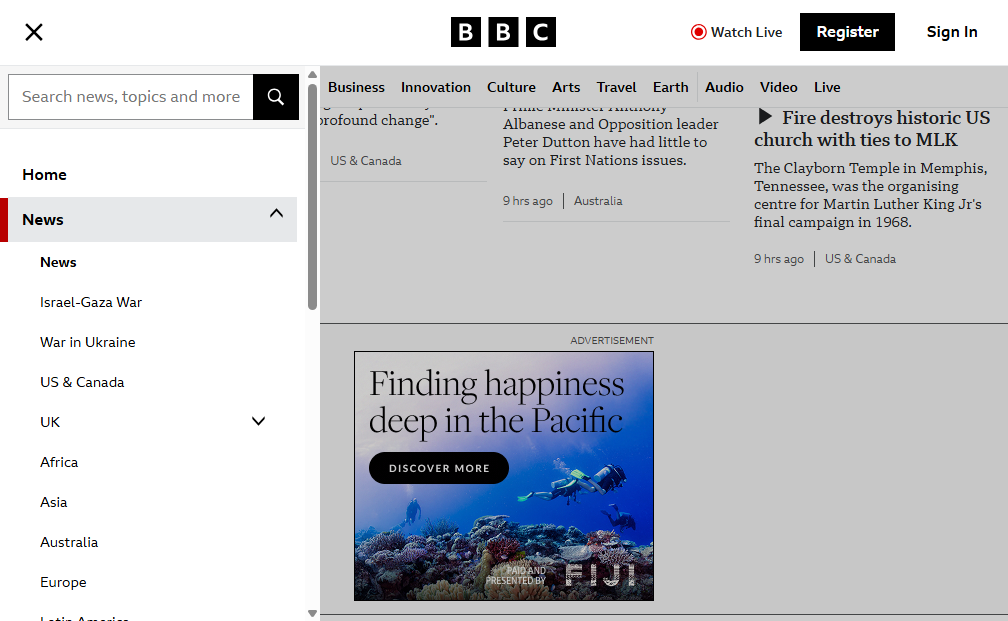 BBC
Watch Live
Register
Sign In
Search news, topics and more
Business
Innovation
Culture
Arts
Travel
Earth
Audio
Video
Live
Home
News
News
Israel-Gaza War
War in Ukraine
US & Canada
UK
Africa
Asia
Australia
Europe
Latin America
profound change".
US & Canada
Prime Minister Anthony
Albanese and Opposition leader
Peter Dutton have had little to
say on First Nations issues.
9 hrs ago
Australia
Fire destroys historic US
church with ties to MLK
The Clayborn Temple in Memphis,
Tennessee, was the organising
centre for Martin Luther King Jr's
final campaign in 1968.
9 hrs ago
US & Canada
ADVERTISEMENT
Finding happiness
deep in the Pacific
DISCOVER MORE
PAID AND
PRESENTED BY
FIJI